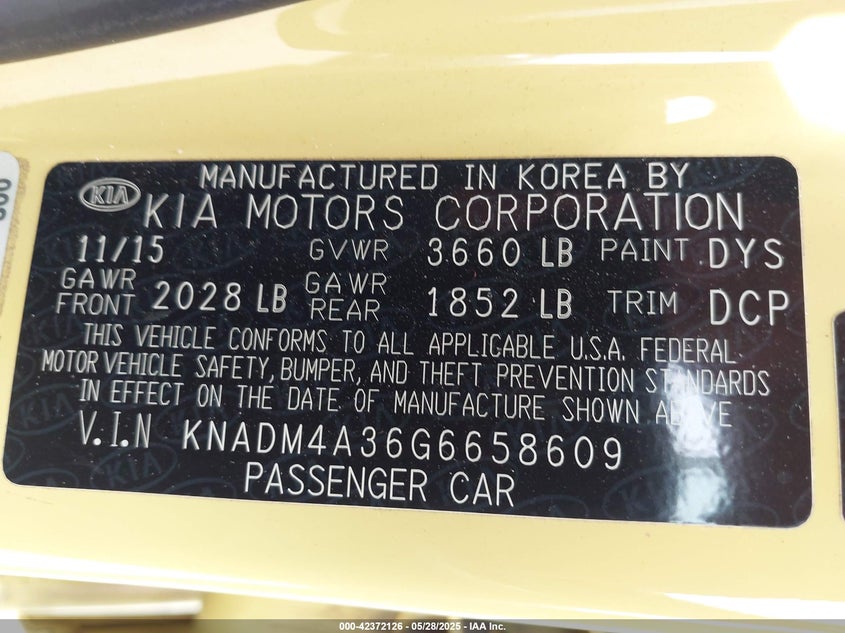 MANUFACTURED IN KOREA BY
KIA KIA MOTORS CORPORATION
11/15 GVWR 3660 LB PAINT DYS
GAWR FRONT 2028 LB GAWR REAR 1852 LB TRIM DCP
THIS VEHICLE CONFORMS TO ALL APPLICABLE U.S.A. FEDERAL
MOTOR VEHICLE SAFETY, BUMPER, AND THEFT PREVENTION STANDARDS
IN EFFECT ON THE DATE OF MANUFACTURE SHOWN ABOVE
V.I.N KNADM4A36G6658609
PASSENGER CAR
000-42372126 - 05/28/2025 - IAA Inc.